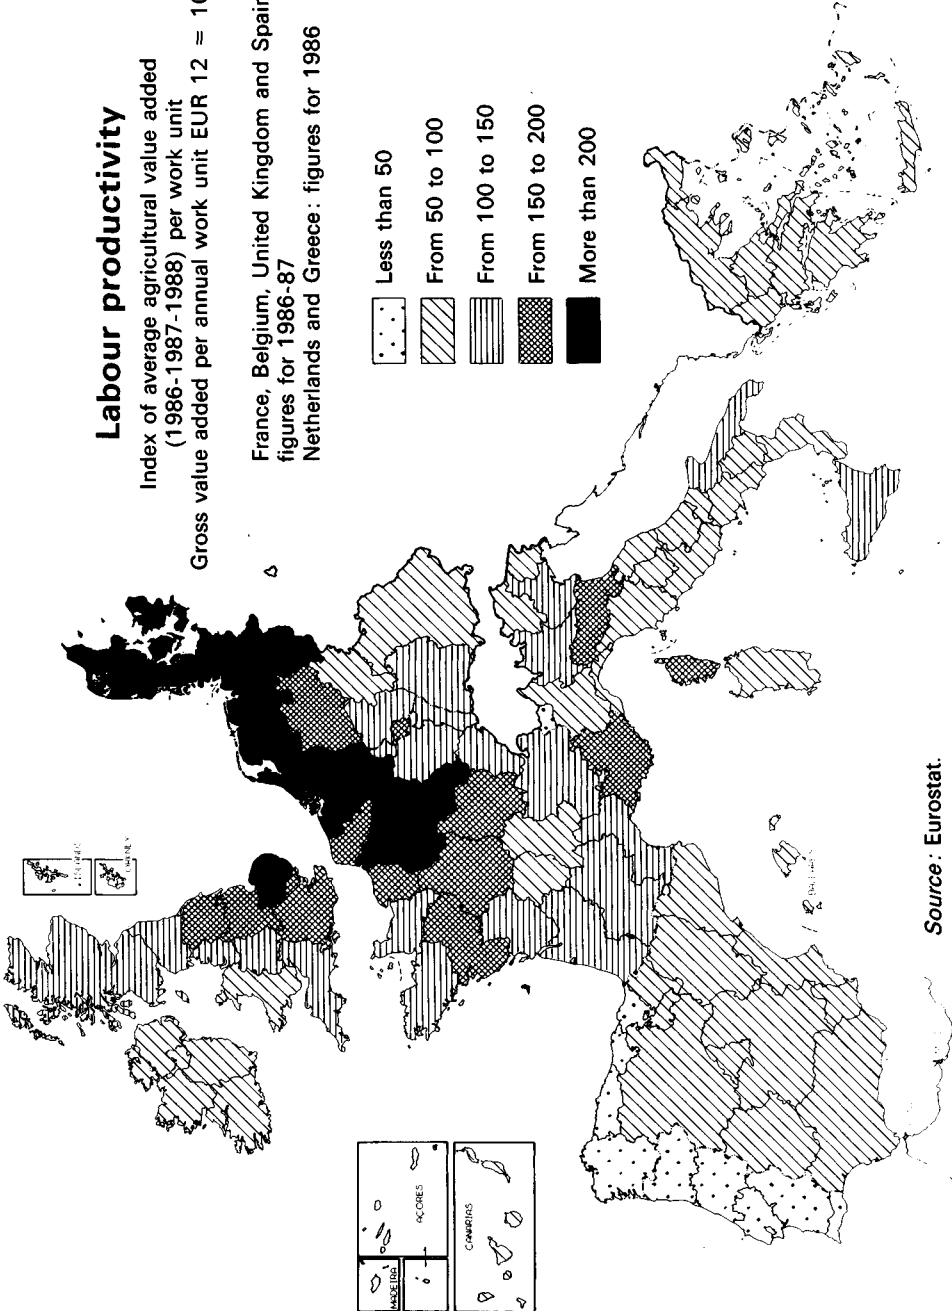 Labour productivity
Index of average agricultural value added
(1986-1987-1988) per work unit
Gross value added per annual work unit EUR 12 = 10
France, Belgium, United Kingdom and Spain
figures for 1986-87
Netherlands and Greece: figures for 1986
Less than 50
From 50 to 100
From 100 to 150
From 150 to 200
More than 200
ORKNEY
BALEARES
AÇORES
MADEIRA
CANARIAS
Source: Eurostat.